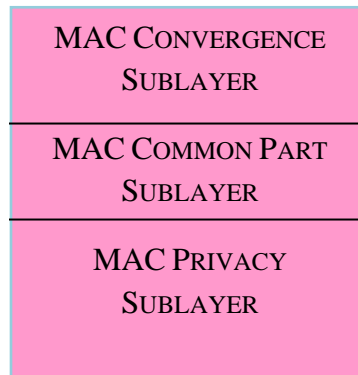 MAC CONVERGENCE
SUBLAYER
MAC COMMON PART
SUBLAYER
MAC PRIVACY
SUBLAYER